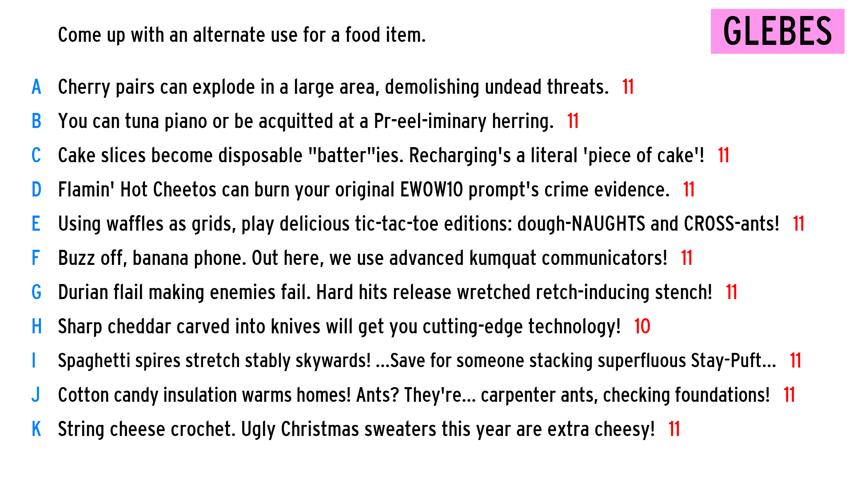 Come up with an alternate use for a food item.
GLEBES
A Cherry pairs can explode in a large area, demolishing undead threats. 11
B You can tuna piano or be acquitted at a Pr-eel-iminary herring. 11
C Cake slices become disposable "batter"ies. Recharging's a literal 'piece of cake'! 11
D Flamin' Hot Cheetos can burn your original EWOW10 prompt's crime evidence. 11
E Using waffles as grids, play delicious tic-tac-toe editions: dough-NAUGHTS and CROSS-ants! 11
F Buzz off, banana phone. Out here, we use advanced kumquat communicators! 11
G Durian flail making enemies fail. Hard hits release wretched retch-inducing stench! 11
H Sharp cheddar carved into knives will get you cutting-edge technology! 10
I Spaghetti spires stretch stably skywards! ...Save for someone stacking superfluous Stay-Puft... 11
J Cotton candy insulation warms homes! Ants? They're... carpenter ants, checking foundations! 11
K String cheese crochet. Ugly Christmas sweaters this year are extra cheesy! 11